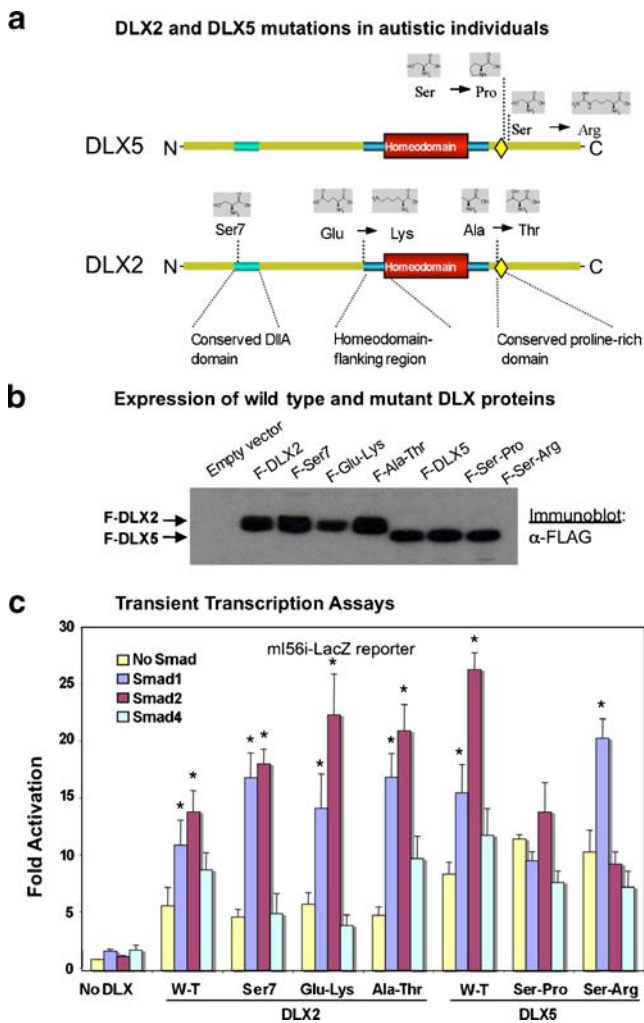 a
DLX2 and DLX5 mutations in autistic individuals
Ser Pro
Ser Arg
DLX5 N Homeodomain C
Ser7 Glu Lys Ala Thr
DLX2 N Homeodomain C
Conserved DllA domain
Homeodomain-flanking region
Conserved proline-rich domain
b
Expression of wild type and mutant DLX proteins
Empty vector F-DLX2 F-Ser7 F-Glu-Lys F-Ala-Thr F-DLX5 F-Ser-Pro F-Ser-Arg
F-DLX2
F-DLX5
Immunoblot:
α-FLAG
c
Transient Transcription Assays
mI56i-LacZ reporter
No Smad
Smad1
Smad2
Smad4
Fold Activation
30
25
20
15
10
5
0
* * * * * * * * * * *
No DLX W-T Ser7 Glu-Lys Ala-Thr W-T Ser-Pro Ser-Arg
DLX2 DLX5